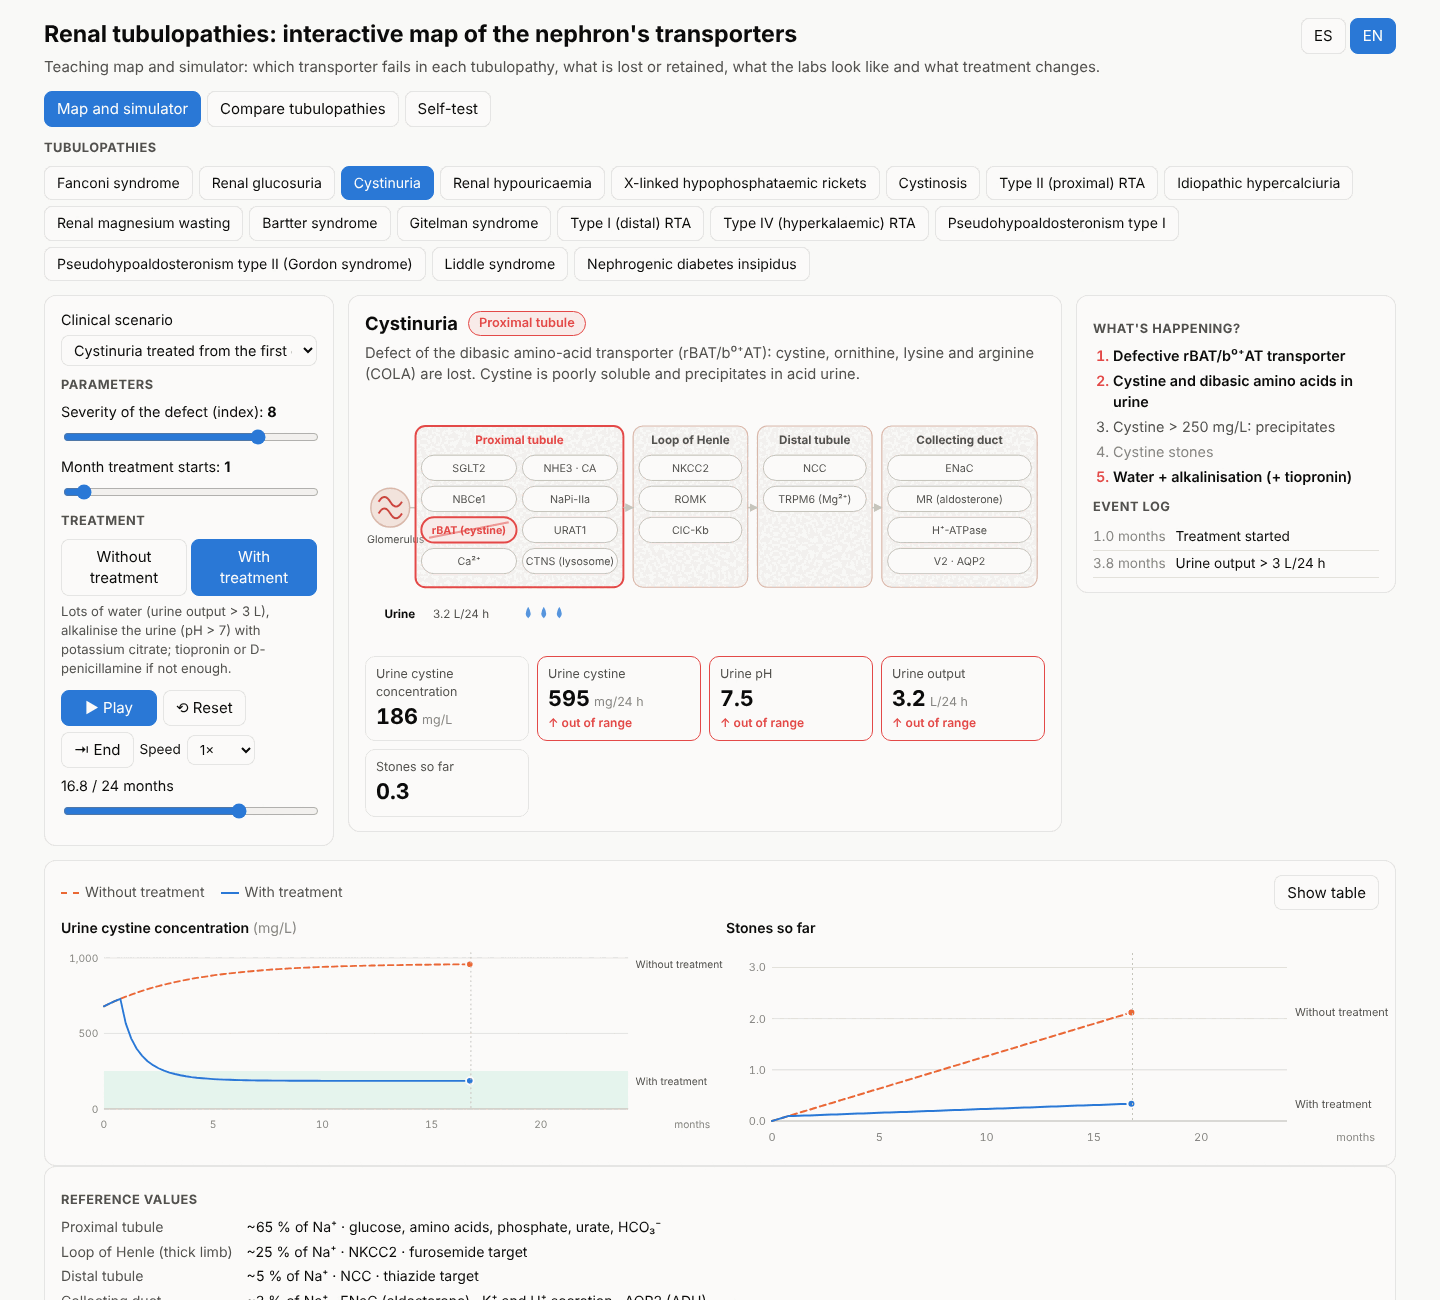 Renal tubulopathies: interactive map of the nephron's transporters
ES
EN
Teaching map and simulator: which transporter fails in each tubulopathy, what is lost or retained, what the labs look like and what treatment changes.
Map and simulator
Compare tubulopathies
Self-test
TUBULOPATHIES
Fanconi syndrome
Renal glucosuria
Cystinuria
Renal hypouricaemia
X-linked hypophosphataemic rickets
Cystinosis
Type II (proximal) RTA
Idiopathic hypercalciuria
Renal magnesium wasting
Bartter syndrome
Gitelman syndrome
Type I (distal) RTA
Type IV (hyperkalaemic) RTA
Pseudohypoaldosteronism type I
Pseudohypoaldosteronism type II (Gordon syndrome)
Liddle syndrome
Nephrogenic diabetes insipidus
Clinical scenario
Cystinuria treated from the first
PARAMETERS
Severity of the defect (index): 8
Month treatment starts: 1
TREATMENT
Without treatment
With treatment
Lots of water (urine output > 3 L),
alkalinise the urine (pH > 7) with
potassium citrate; tiopronin or D-
penicillamine if not enough.
▶ Play
⟲ Reset
⇥ End
Speed
1×
16.8 / 24 months
Cystinuria
Proximal tubule
Defect of the dibasic amino-acid transporter (rBAT/b⁰⁺AT): cystine, ornithine, lysine and arginine
(COLA) are lost. Cystine is poorly soluble and precipitates in acid urine.
Glomerulus
Proximal tubule
SGLT2
NHE3 · CA
NBCe1
NaPi-IIa
rBAT (cystine)
URAT1
Ca²⁺
CTNS (lysosome)
Loop of Henle
NKCC2
ROMK
ClC-Kb
Distal tubule
NCC
TRPM6 (Mg²⁺)
Collecting duct
ENaC
MR (aldosterone)
H⁺-ATPase
V2 · AQP2
Urine 3.2 L/24 h
Urine cystine
concentration
186 mg/L
Urine cystine
595 mg/24 h
↑ out of range
Urine pH
7.5
↑ out of range
Urine output
3.2 L/24 h
↑ out of range
Stones so far
0.3
WHAT'S HAPPENING?
1. Defective rBAT/b⁰⁺AT transporter
2. Cystine and dibasic amino acids in
urine
3. Cystine > 250 mg/L: precipitates
4. Cystine stones
5. Water + alkalinisation (+ tiopronin)
EVENT LOG
1.0 months Treatment started
3.8 months Urine output > 3 L/24 h
Without treatment
With treatment
Show table
Urine cystine concentration (mg/L)
1,000
500
0
0 5 10 15 20 months
Without treatment
With treatment
Stones so far
3.0
2.0
1.0
0.0
0 5 10 15 20 months
Without treatment
With treatment
REFERENCE VALUES
Proximal tubule ~65 % of Na⁺ · glucose, amino acids, phosphate, urate, HCO₃⁻
Loop of Henle (thick limb) ~25 % of Na⁺ · NKCC2 · furosemide target
Distal tubule ~5 % of Na⁺ · NCC · thiazide target